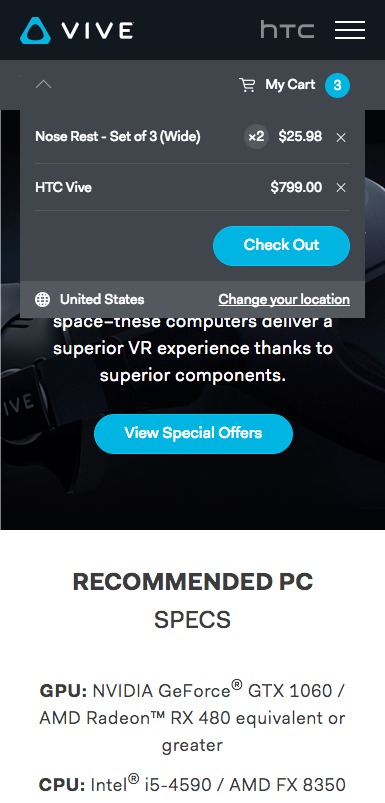 VIVE
hTC
My Cart 3
Nose Rest - Set of 3 (Wide) ×2 $25.98 ×
HTC Vive $799.00 ×
Check Out
United States Change your location
space–these computers deliver a
superior VR experience thanks to
superior components.
VIVE
View Special Offers
RECOMMENDED PC
SPECS
GPU: NVIDIA GeForce® GTX 1060 /
AMD Radeon™ RX 480 equivalent or
greater
CPU: Intel® i5-4590 / AMD FX 8350